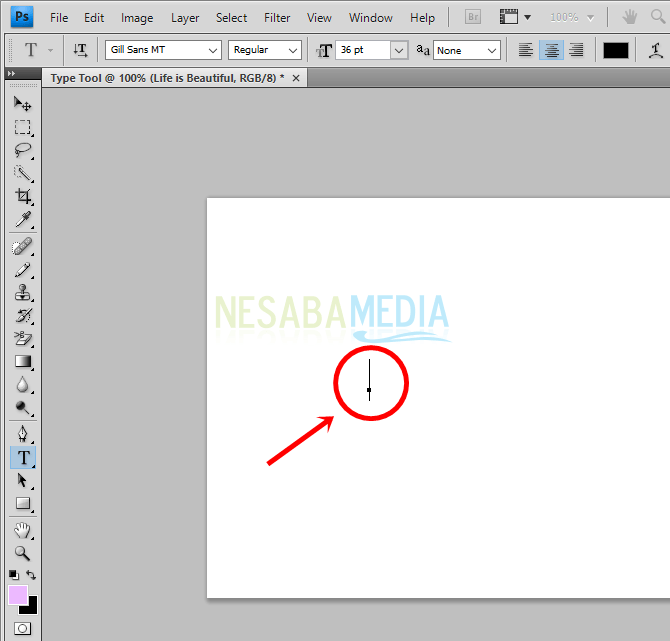 Ps File Edit Image Layer Select Filter View Window Help Br 100%
T T Gill Sans MT Regular T 36 pt aa None T
Type Tool @ 100% (Life is Beautiful, RGB/8) * ×
NESABAMEDIA
T